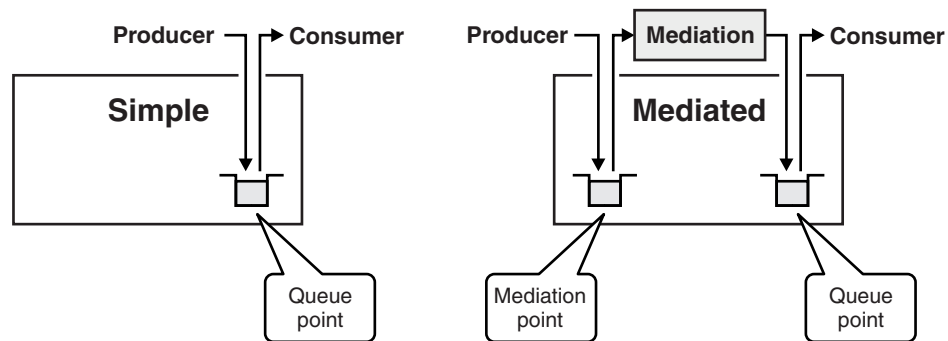 Producer
Consumer
Simple
Queue
point
Producer
Mediation
Consumer
Mediated
Mediation
point
Queue
point